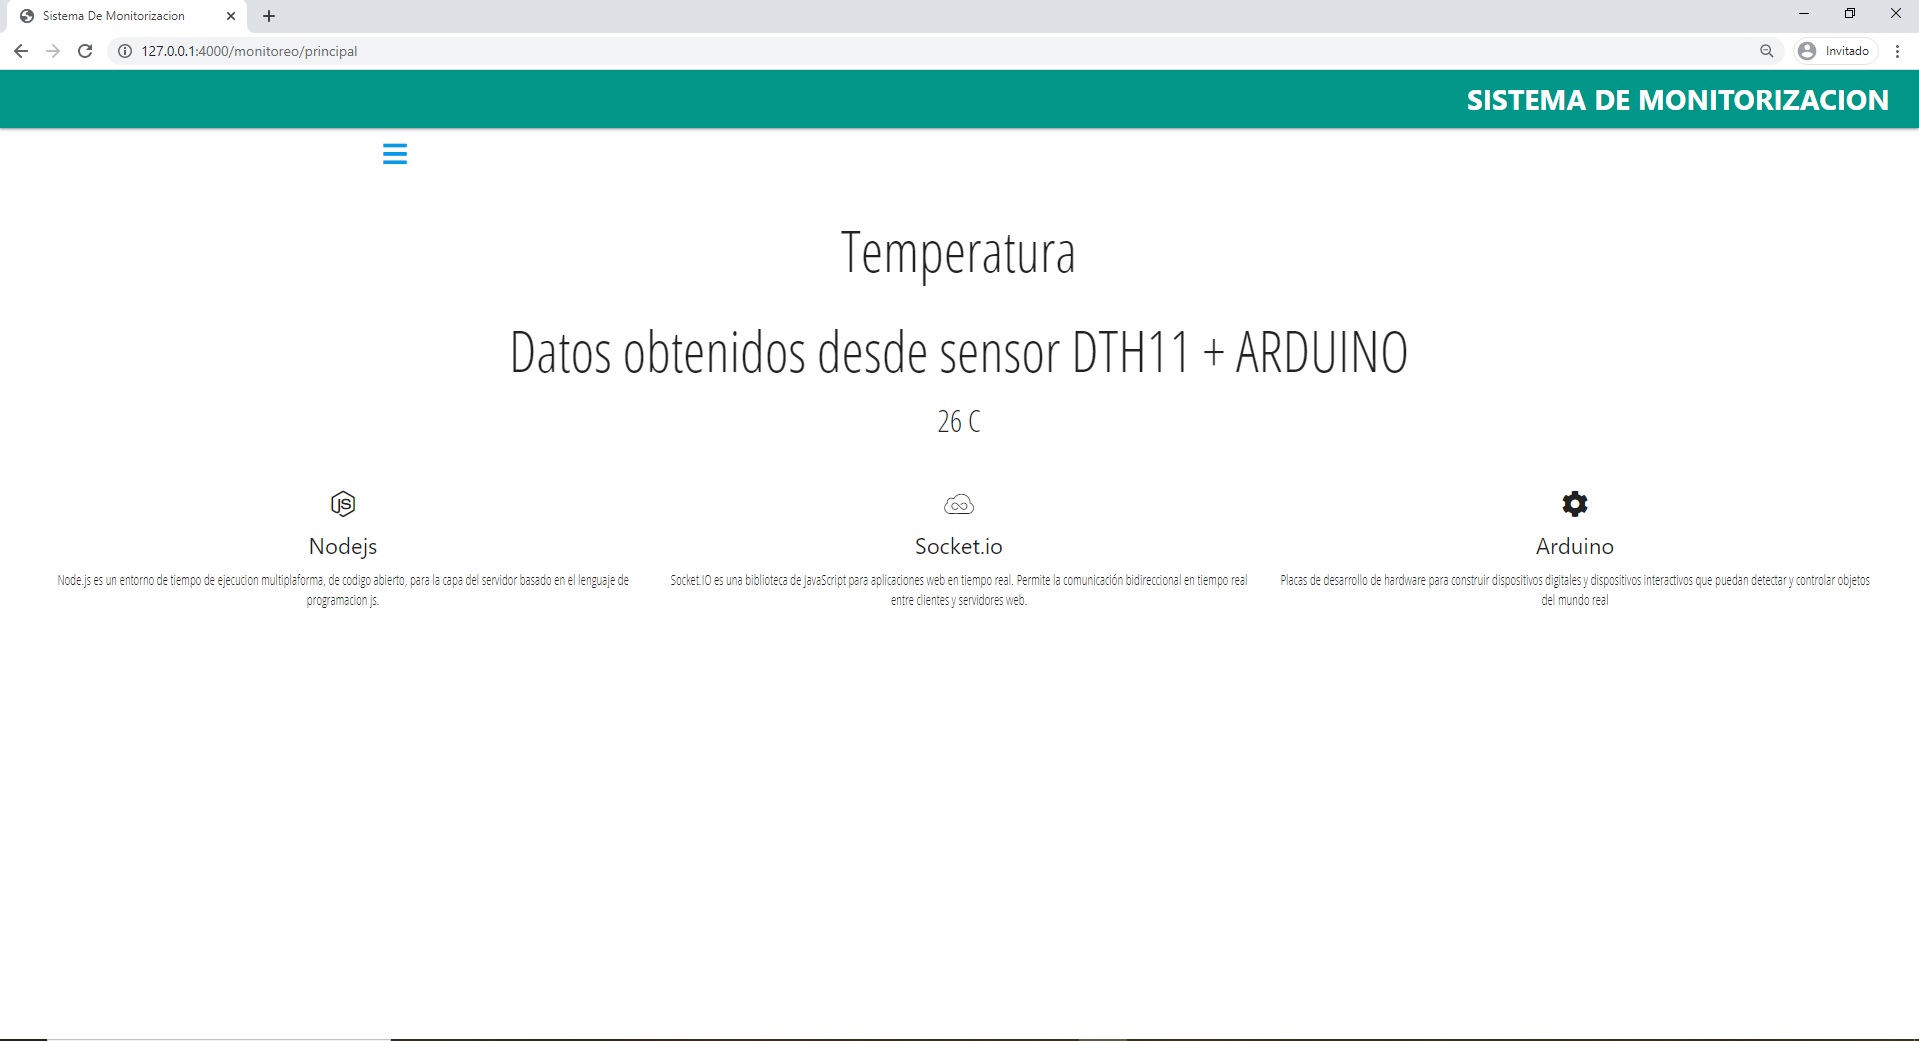 Sistema De Monitorizacion
127.0.0.1:4000/monitoreo/principal
Invitado
SISTEMA DE MONITORIZACION
Temperatura
Datos obtenidos desde sensor DTH11 + ARDUINO
26 C
JS
Nodejs
Node.js es un entorno de tiempo de ejecucion multiplaforma, de codigo abierto, para la capa del servidor basado en el lenguaje de
programacion js.
Socket.io
Socket.IO es una biblioteca de JavaScript para aplicaciones web en tiempo real. Permite la comunicación bidireccional en tiempo real
entre clientes y servidores web.
Arduino
Placas de desarrollo de hardware para construir dispositivos digitales y dispositivos interactivos que puedan detectar y controlar objetos
del mundo real